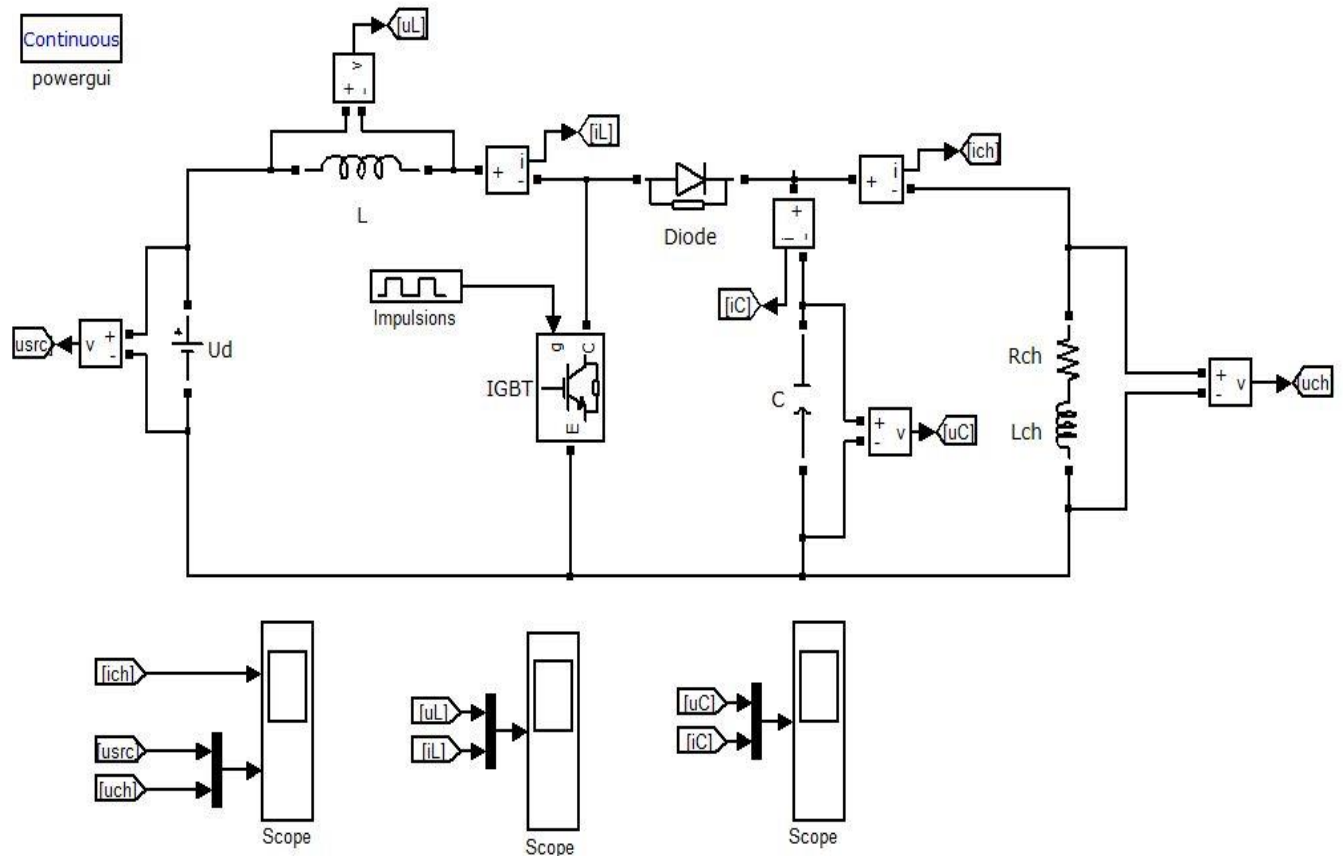 Continuous
powergui
[uL]
v
+ -
[iL]
+ i -
L
Diode
+ i -
[ich]
+ i -
[iC]
Impulsions
usrc
v + -
+
Ud
IGBT
g C
E
C
+ - v
[uC]
Rch
Lch
+ - v
uch
[ich]
[usrc]
[uch]
Scope
[uL]
[iL]
Scope
[uC]
[iC]
Scope